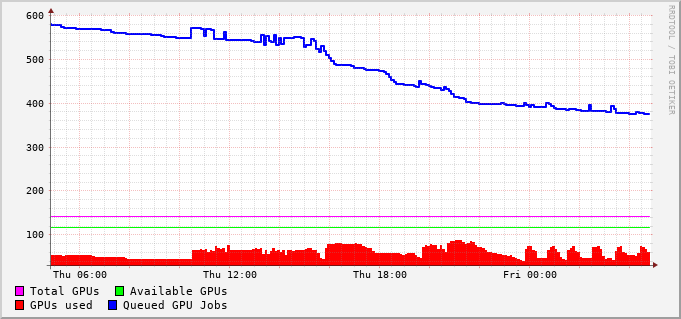 600
500
400
300
200
100
Thu 06:00 Thu 12:00 Thu 18:00 Fri 00:00
Total GPUs Available GPUs
GPUs used Queued GPU Jobs
RRDTOOL / TOBI OETIKER